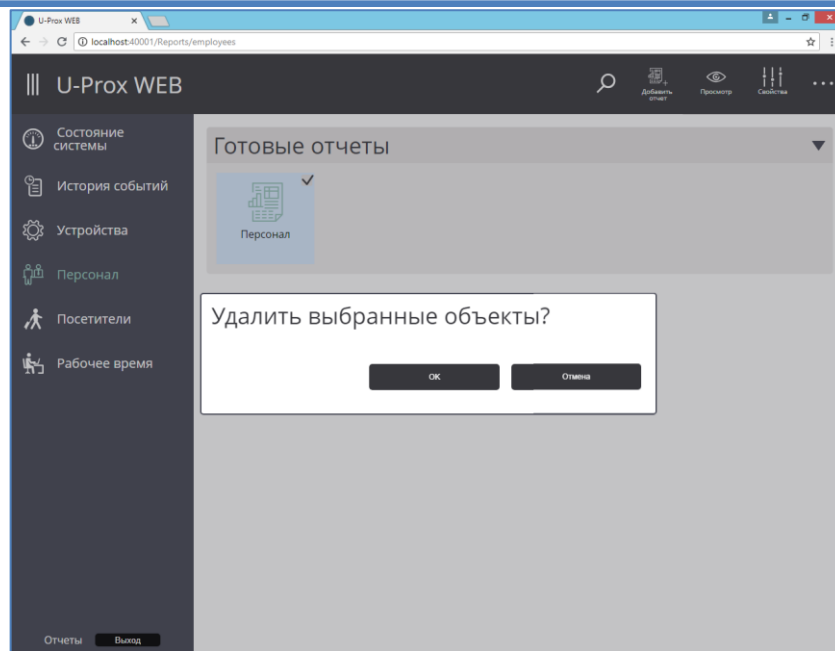 U-Prox WEB
localhost:40001/Reports/employees
U-Prox WEB
Добавить
отчет
Просмотр
Свойства
Состояние
системы
История событий
Устройства
Персонал
Посетители
Рабочее время
Готовые отчеты
Персонал
Удалить выбранные объекты?
OK
Отмена
Отчеты
Выход